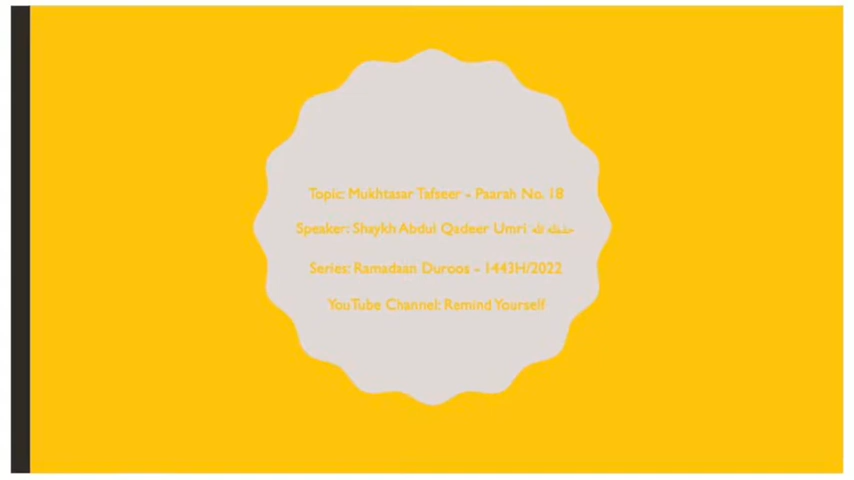 Topic: Mukhtasar Tafseer - Paarah No. 18
Speaker: Shaykh Abdul Qadeer Umri حفظه الله
Series: Ramadaan Duroos - 1443H/2022
YouTube Channel: Remind Yourself